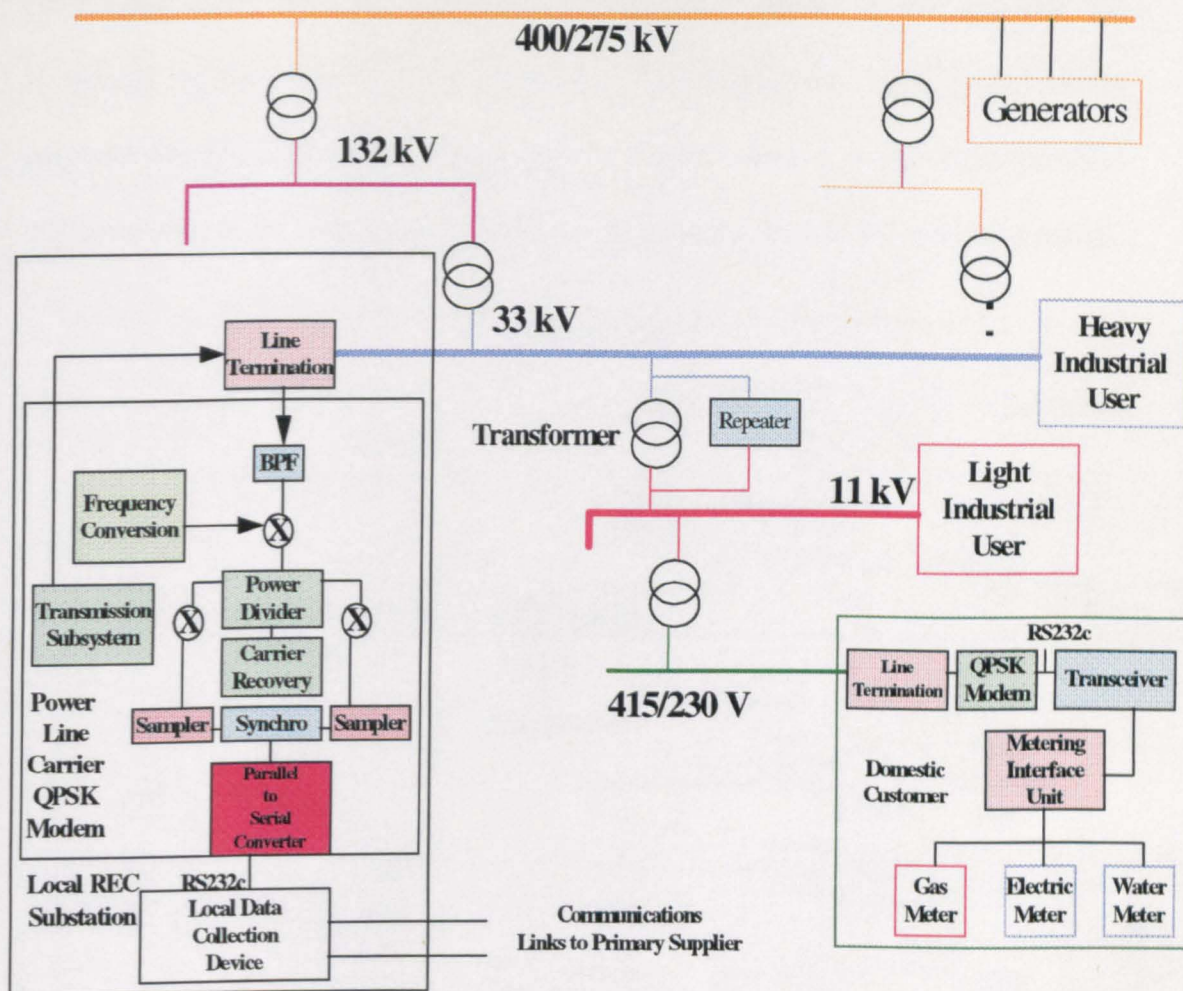 400/275 kV
Generators
132 kV
33 kV
Heavy
Industrial
User
Line
Termination
Transformer
Repeater
BPF
Frequency
Conversion
X
11 kV
Light
Industrial
User
Power
Divider
X
X
Transmission
Subsystem
Carrier
Recovery
RS232c
Line
Termination
QPSK
Modem
Transceiver
415/230 V
Power
Line
Carrier
QPSK
Modem
Sampler
Synchro
Sampler
Parallel
to
Serial
Converter
Domestic
Customer
Metering
Interface
Unit
Gas
Meter
Electric
Meter
Water
Meter
Local REC
Substation
RS232c
Local Data
Collection
Device
Communications
Links to Primary Supplier